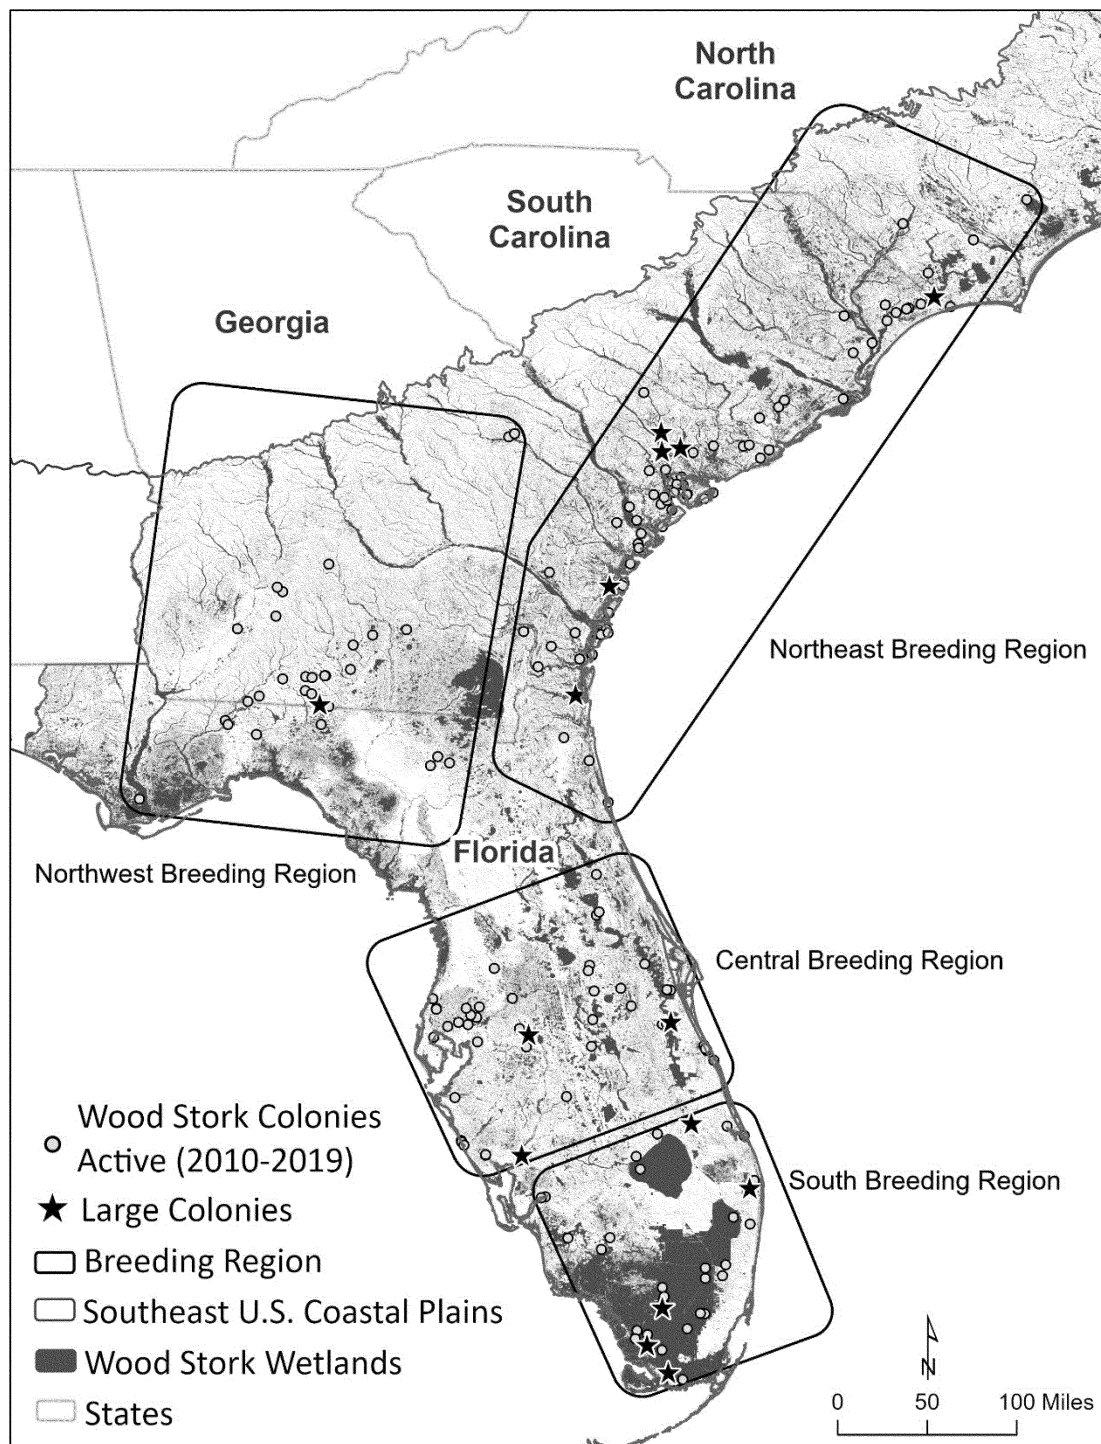 North
Carolina
South
Carolina
Georgia
Northeast Breeding Region
Florida
Northwest Breeding Region
Central Breeding Region
South Breeding Region
Wood Stork Colonies
Active (2010-2019)
Large Colonies
Breeding Region
Southeast U.S. Coastal Plains
Wood Stork Wetlands
States
N
0 50 100 Miles